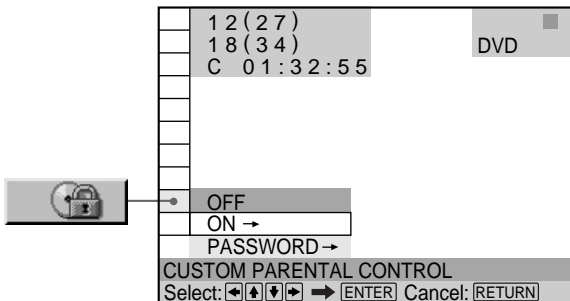 12(27)
18(34)
DVD
C 01:32:55
OFF
ON →
PASSWORD →
CUSTOM PARENTAL CONTROL
Select: ←↑↓→ ➡ ENTER Cancel: RETURN